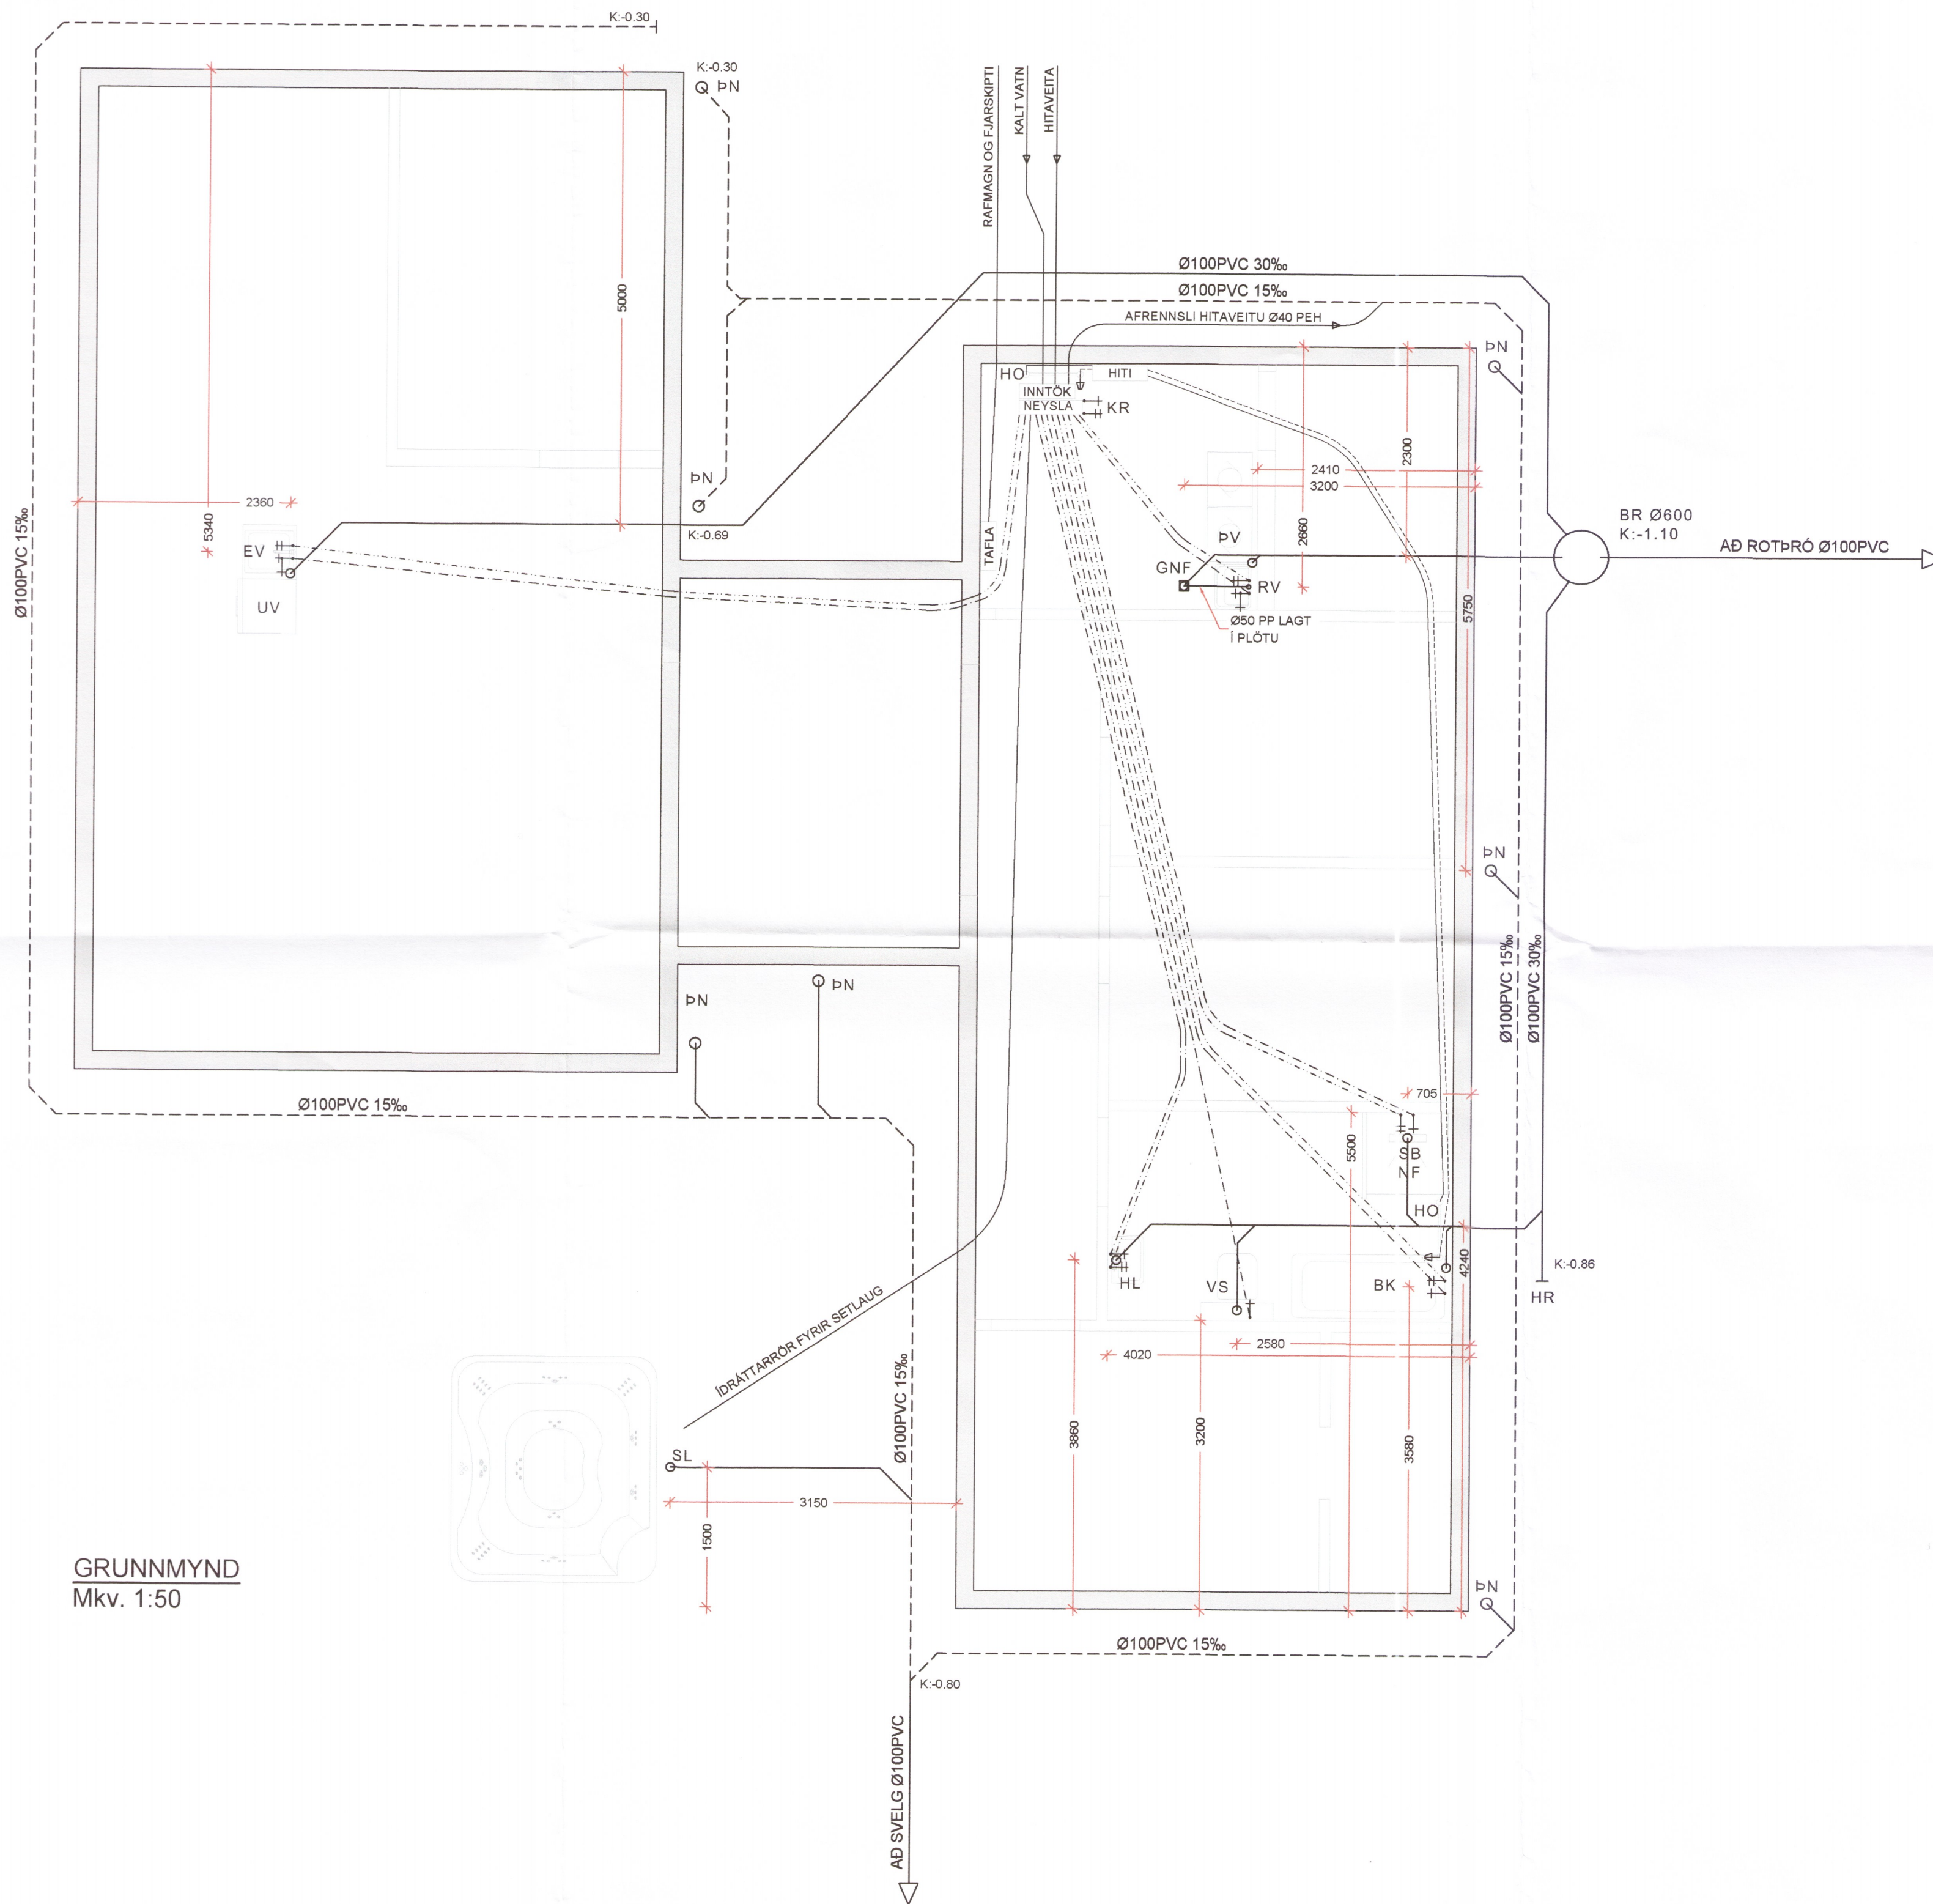 K:-0.30
K:-0.30
ÞN
RAFMAGN OG FJARSKIPTI
KALT VATN
HITAVEITA
Ø100PVC 30‰
Ø100PVC 15‰
AFRENNSLI HITAVEITU Ø40 PEH
5000
5340
2360
EV
UV
ÞN
K:-0.69
Ø100PVC 15‰
HO
HITI
INNTÖK
NEYSLA
KR
TAFLA
ÞN
2300
2410
3200
2660
ÞV
GNF
RV
Ø50 PP LAGT
Í PLÖTU
5750
BR Ø600
K:-1.10
AÐ ROTÞRÓ Ø100PVC
ÞN
Ø100PVC 15‰
Ø100PVC 30‰
ÞN
ÞN
Ø100PVC 15‰
705
5500
SB
NF
HO
4240
K:-0.86
HR
HL
VS
BK
2580
4020
3860
3200
3580
ÍDRÁTTARRÖR FYRIR SETLAUG
Ø100PVC 15‰
SL
3150
1500
GRUNNMYND
Mkv. 1:50
ÞN
Ø100PVC 15‰
K:-0.80
AÐ SVELG Ø100PVC